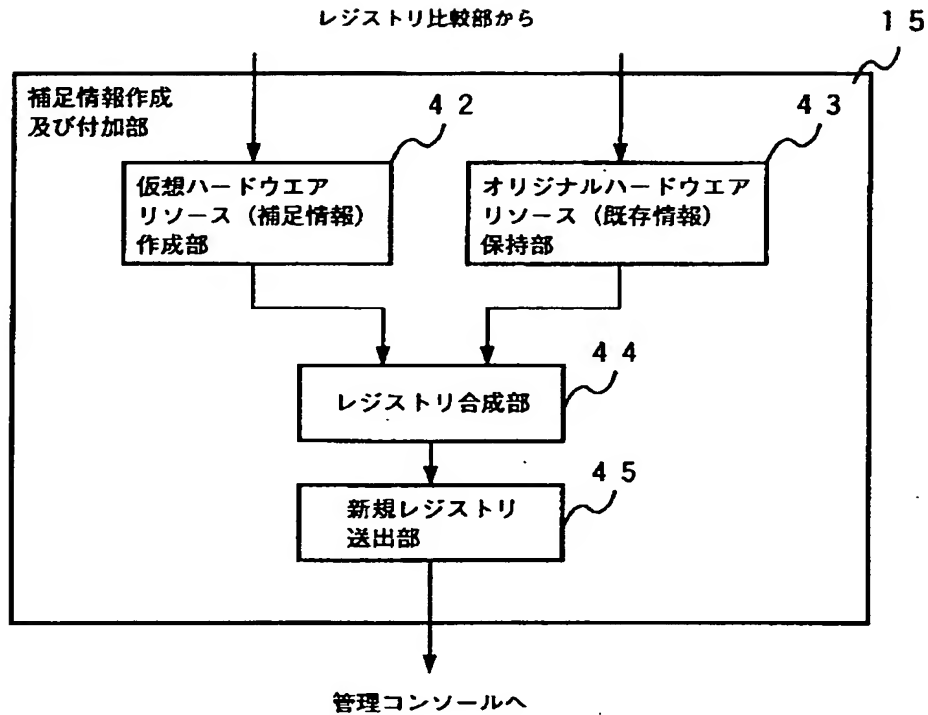 レジストリ比較部から
15
補足情報作成
及び付加部
42
43
仮想ハードウエア
リソース（補足情報）
作成部
オリジナルハードウエア
リソース（既存情報）
保持部
44
レジストリ合成部
45
新規レジストリ
送出部
管理コンソールへ